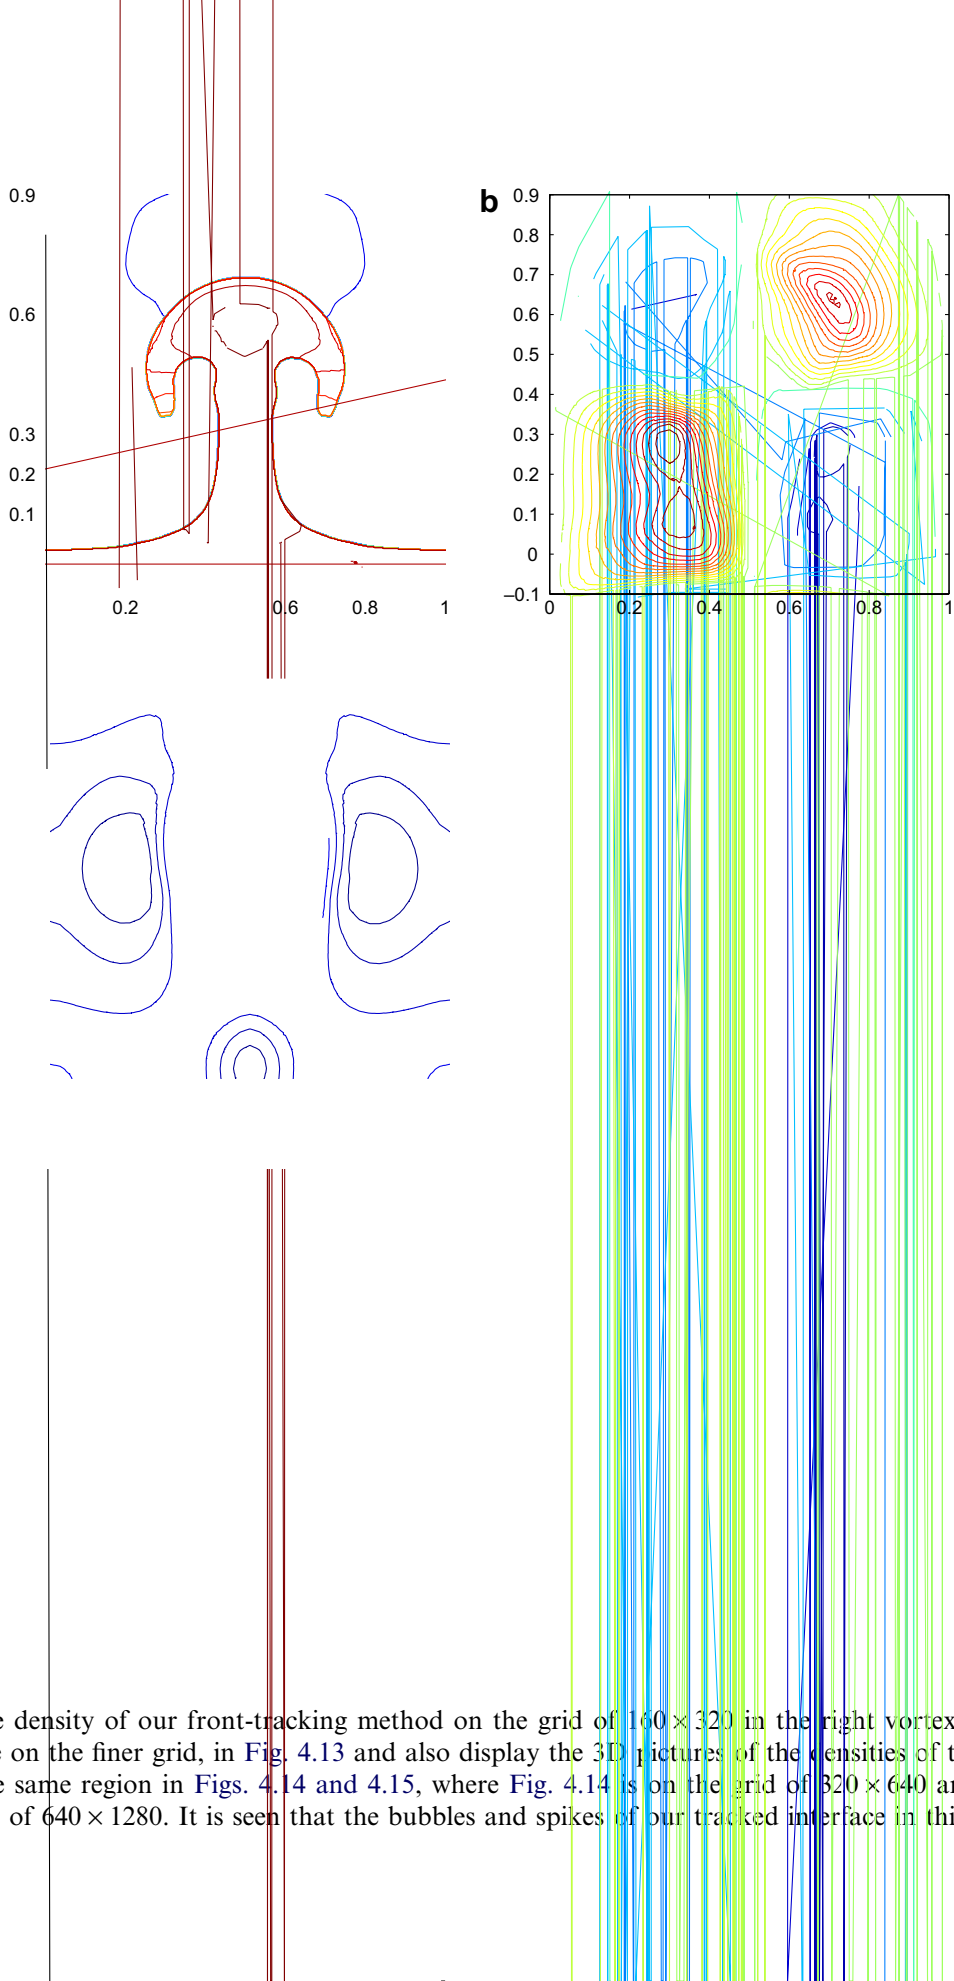 0.9
0.6
0.3
0.2
0.1
0.2 0.6 0.8 1
b
0.9
0.8
0.7
0.6
0.5
0.4
0.3
0.2
0.1
0
–0.1
0 0.2 0.4 0.6 0.8 1
density of our front-tracking method on the grid of 160 × 320 in the right vortex
on the finer grid, in Fig. 4.13 and also display the 3D pictures of the densities of
same region in Figs. 4.14 and 4.15, where Fig. 4.14 is on the grid of 320 × 640
of 640 × 1280. It is seen that the bubbles and spikes of our tracked interface in